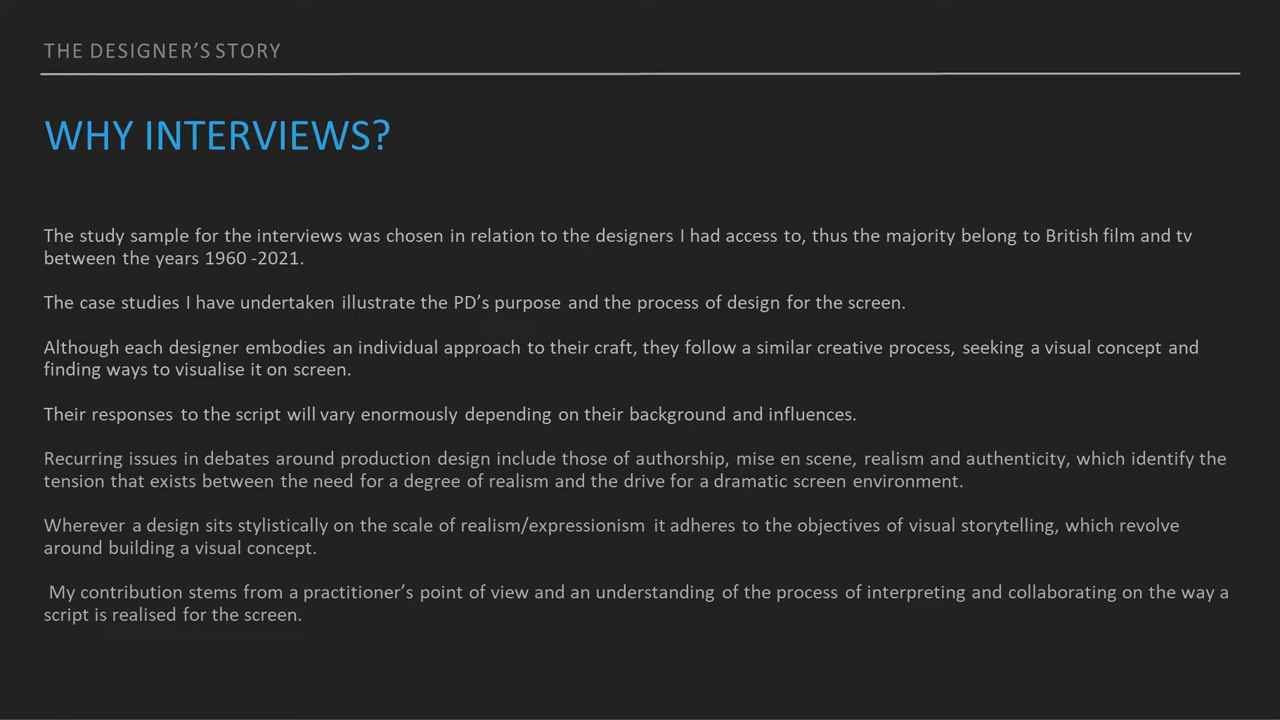 THE DESIGNER’S STORY
WHY INTERVIEWS?
The study sample for the interviews was chosen in relation to the designers I had access to, thus the majority belong to British film and tv
between the years 1960 -2021.
The case studies I have undertaken illustrate the PD’s purpose and the process of design for the screen.
Although each designer embodies an individual approach to their craft, they follow a similar creative process, seeking a visual concept and
finding ways to visualise it on screen.
Their responses to the script will vary enormously depending on their background and influences.
Recurring issues in debates around production design include those of authorship, mise en scene, realism and authenticity, which identify the
tension that exists between the need for a degree of realism and the drive for a dramatic screen environment.
Wherever a design sits stylistically on the scale of realism/expressionism it adheres to the objectives of visual storytelling, which revolve
around building a visual concept.
My contribution stems from a practitioner’s point of view and an understanding of the process of interpreting and collaborating on the way a
script is realised for the screen.